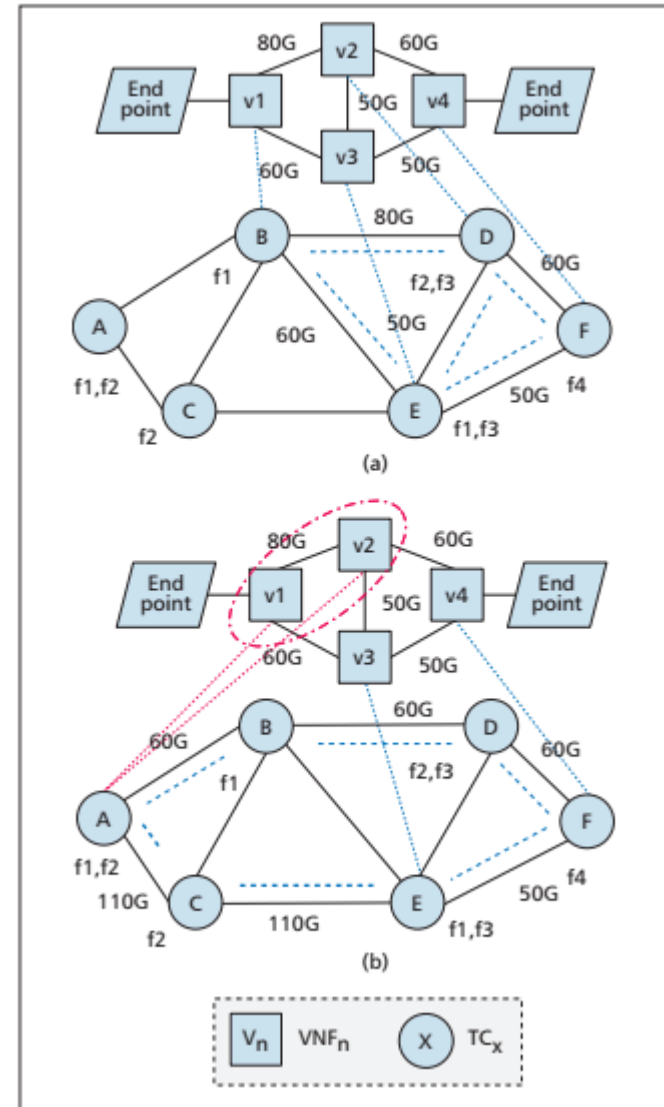 80G
v2
60G
End
point
v1
50G
v4
End
point
v3
60G
50G
80G
B
D
f1
f2,f3
60G
A
50G
60G
F
f1,f2
C
E
50G
f4
f2
f1,f3
(a)
80G
v2
60G
End
point
v1
50G
v4
End
point
60G
v3
50G
60G
B
60G
D
60G
f1
f2,f3
A
F
f1,f2
f4
110G
C
E
50G
f2
110G
f1,f3
(b)
Vn VNFn X TCx